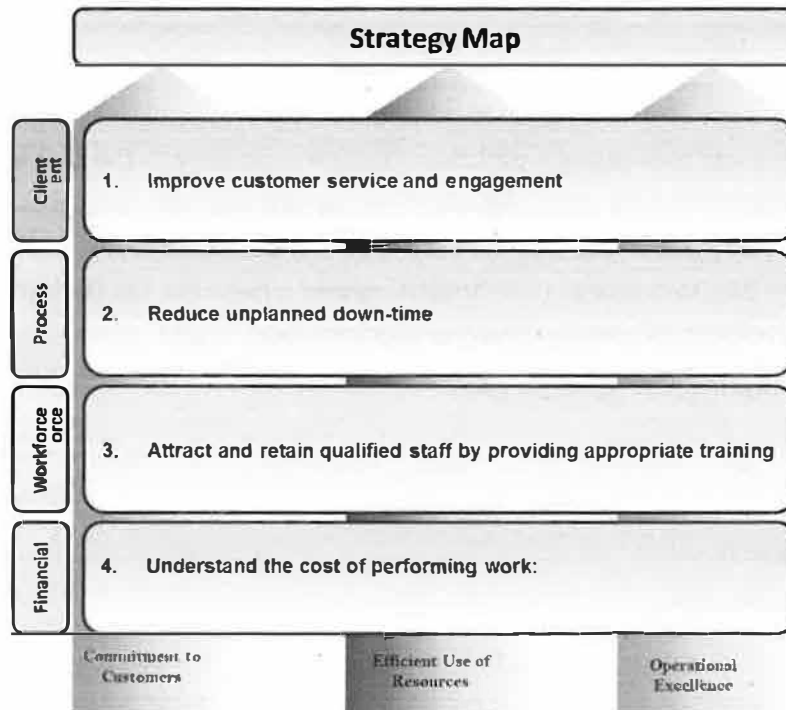 Strategy Map
Client
ent
1. Improve customer service and engagement
Process
2. Reduce unplanned down-time
Workforce
orce
3. Attract and retain qualified staff by providing appropriate training
Financial
4. Understand the cost of performing work:
Commitment to
Customers
Efficient Use of
Resources
Operational
Excellence